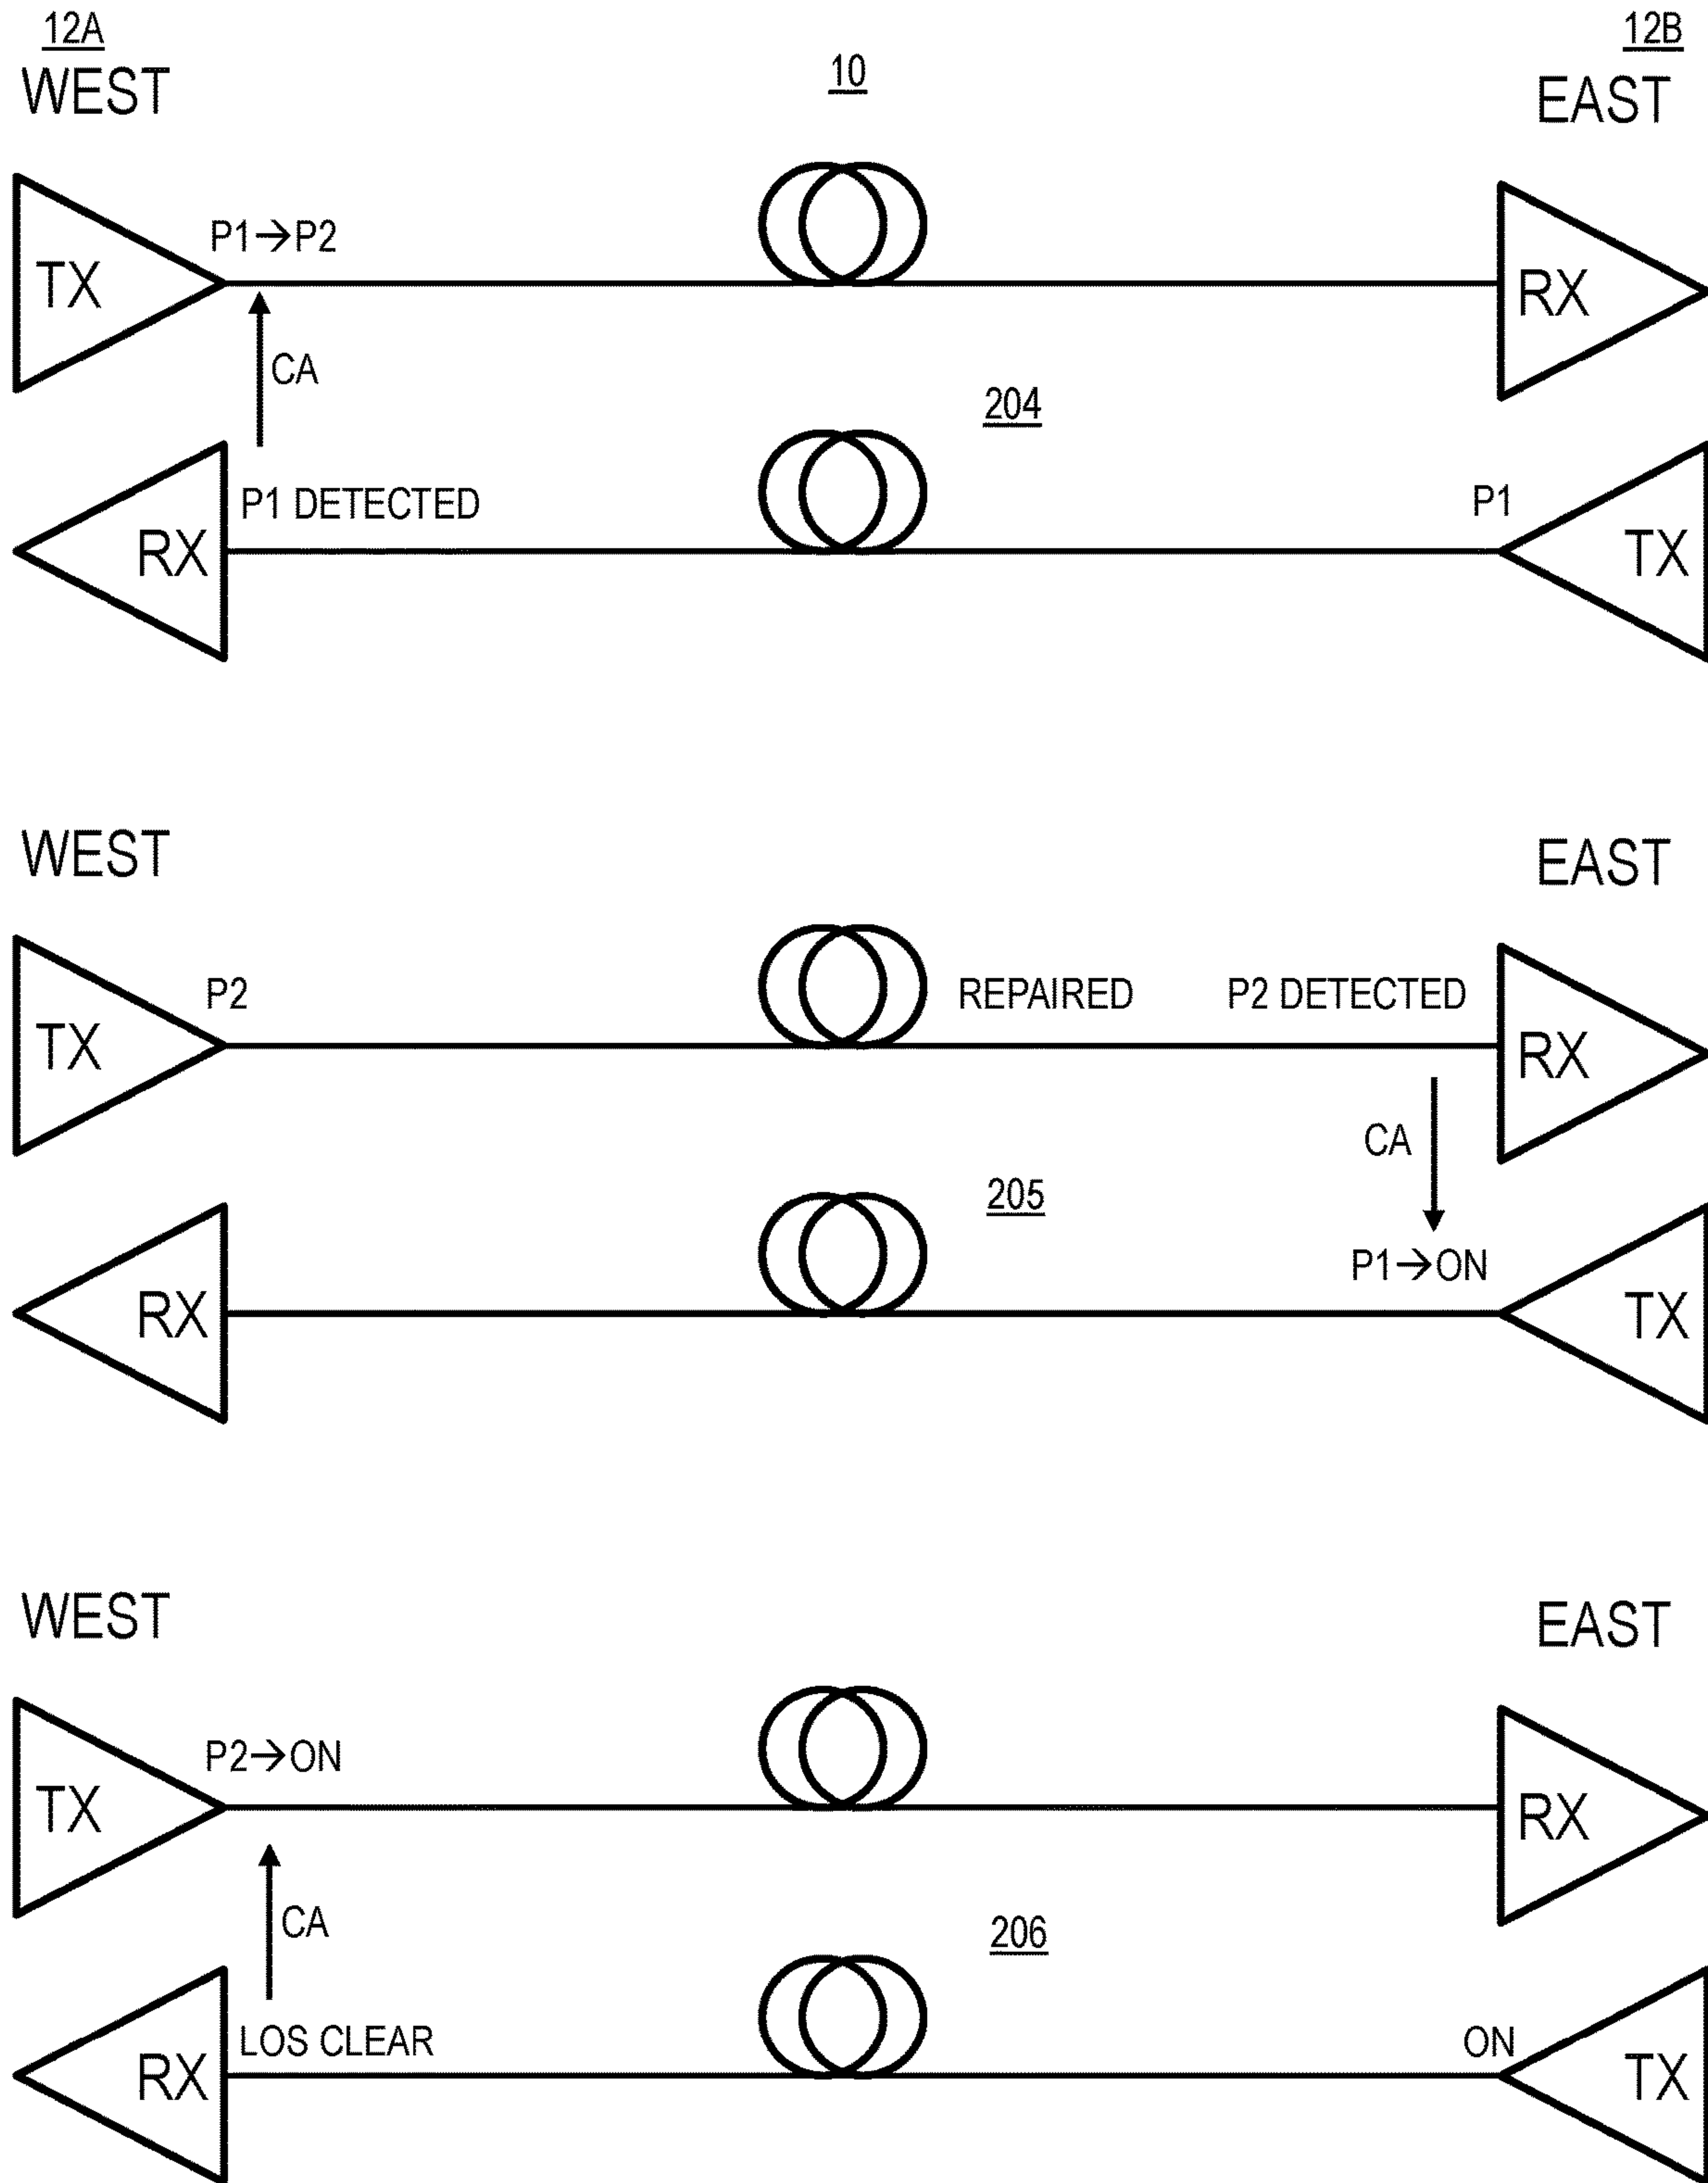 12A
12B
WEST
10
EAST
P1→P2
TX
RX
CA
204
P1 DETECTED
P1
RX
TX
WEST
EAST
P2
REPAIRED
P2 DETECTED
TX
RX
CA
205
P1→ON
RX
TX
WEST
EAST
P2→ON
TX
RX
CA
206
LOS CLEAR
ON
RX
TX